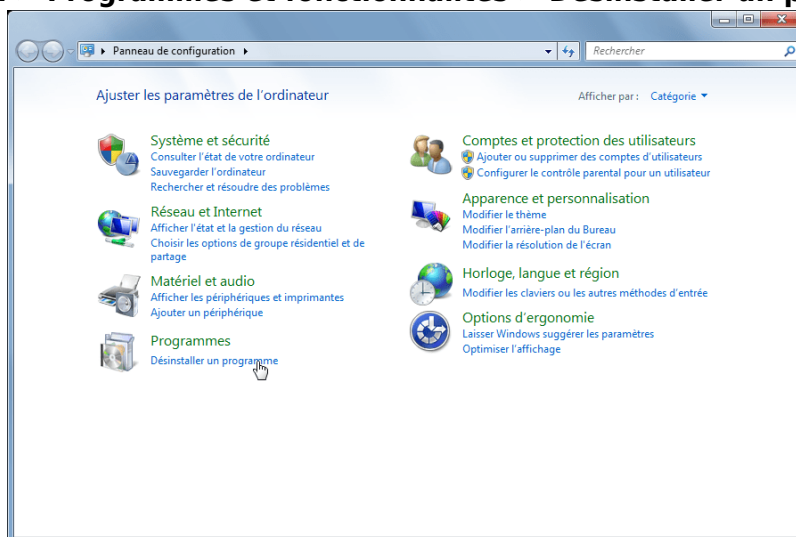 Programmes et fonctionnalités
Désinstaller un p
Panneau de configuration
Rechercher
Ajuster les paramètres de l'ordinateur
Afficher par : Catégorie
Système et sécurité
Consulter l'état de votre ordinateur
Sauvegarder l'ordinateur
Rechercher et résoudre des problèmes
Réseau et Internet
Afficher l'état et la gestion du réseau
Choisir les options de groupe résidentiel et de
partage
Matériel et audio
Afficher les périphériques et imprimantes
Ajouter un périphérique
Programmes
Désinstaller un programme
Comptes et protection des utilisateurs
Ajouter ou supprimer des comptes d'utilisateurs
Configurer le contrôle parental pour un utilisateur
Apparence et personnalisation
Modifier le thème
Modifier l'arrière-plan du Bureau
Modifier la résolution de l'écran
Horloge, langue et région
Modifier les claviers ou les autres méthodes d'entrée
Options d'ergonomie
Laisser Windows suggérer les paramètres
Optimiser l'affichage